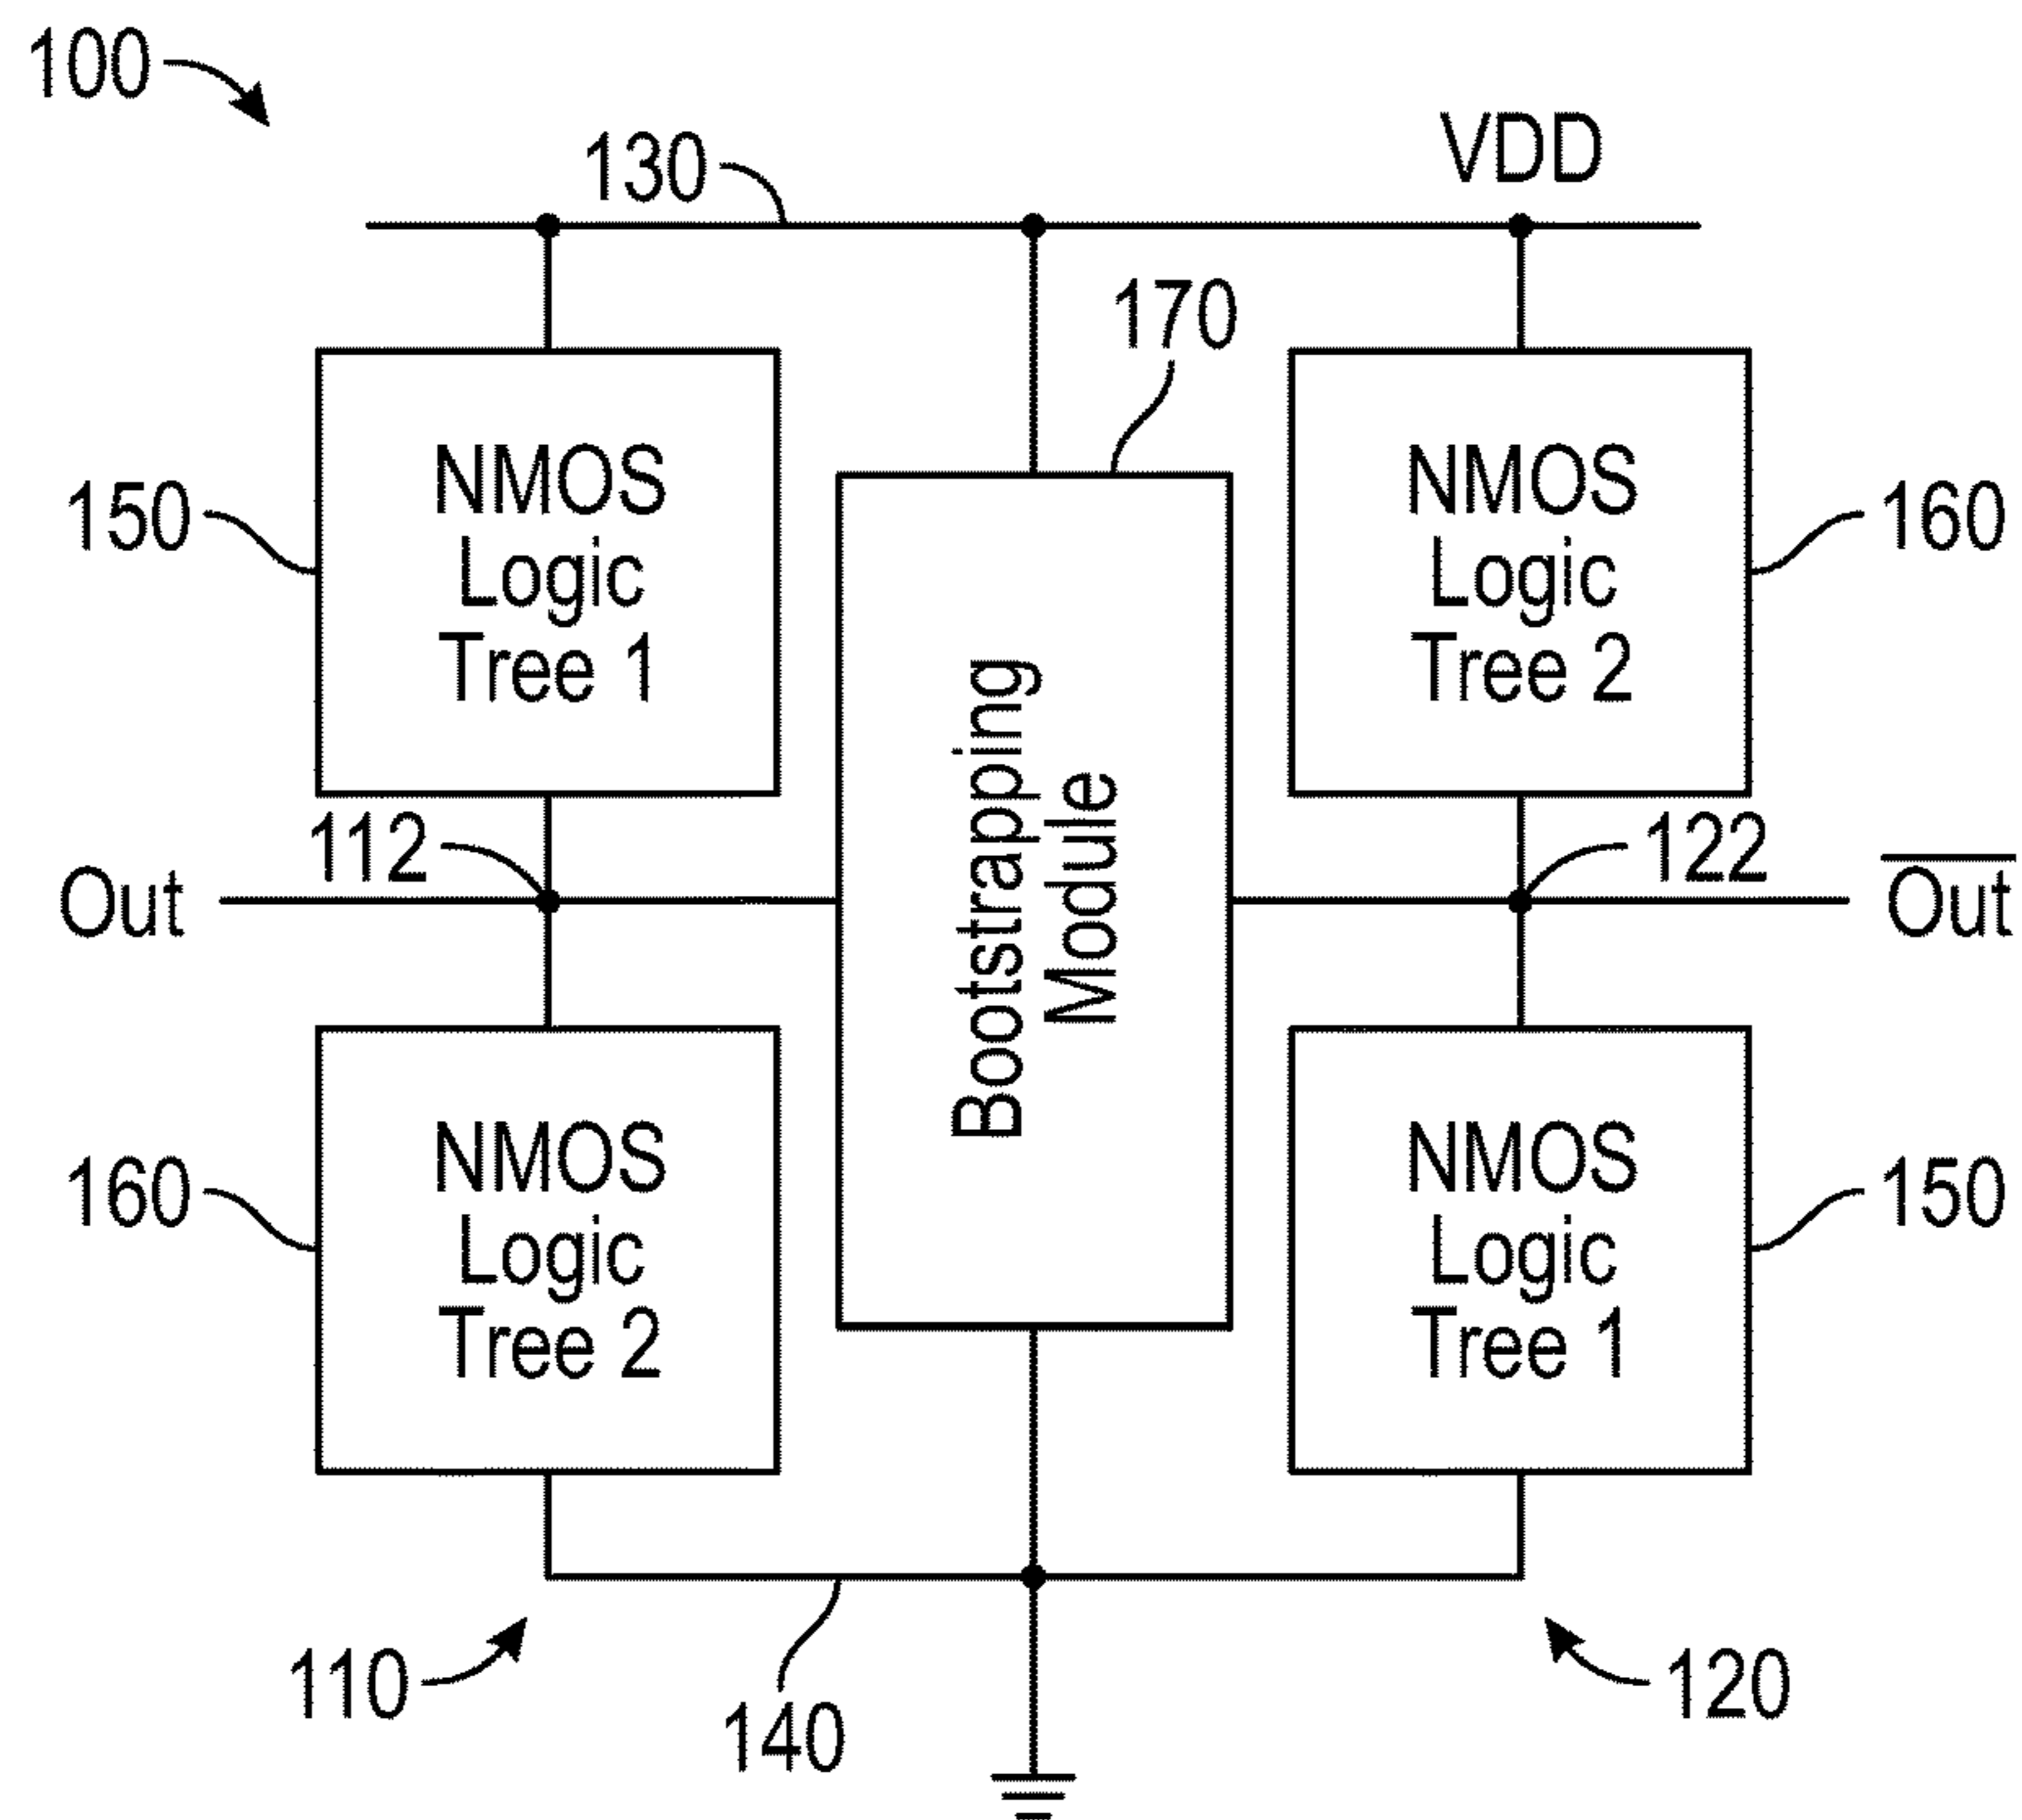 100
130
VDD
170
150
NMOS
Logic
Tree 1
NMOS
Logic
Tree 2
160
Bootstrapping
Module
112
122
Out
O̅u̅t̅
160
NMOS
Logic
Tree 2
NMOS
Logic
Tree 1
150
110
140
120